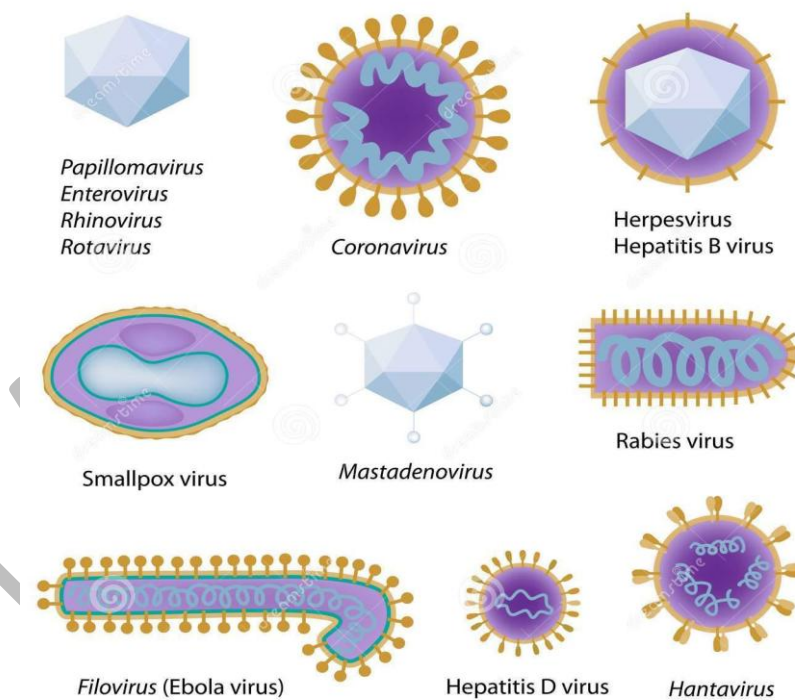 Papillomavirus
Enterovirus
Rhinovirus
Rotavirus
Coronavirus
Herpesvirus
Hepatitis B virus
Smallpox virus
Mastadenovirus
Rabies virus
Filovirus (Ebola virus)
Hepatitis D virus
Hantavirus
dreamstime